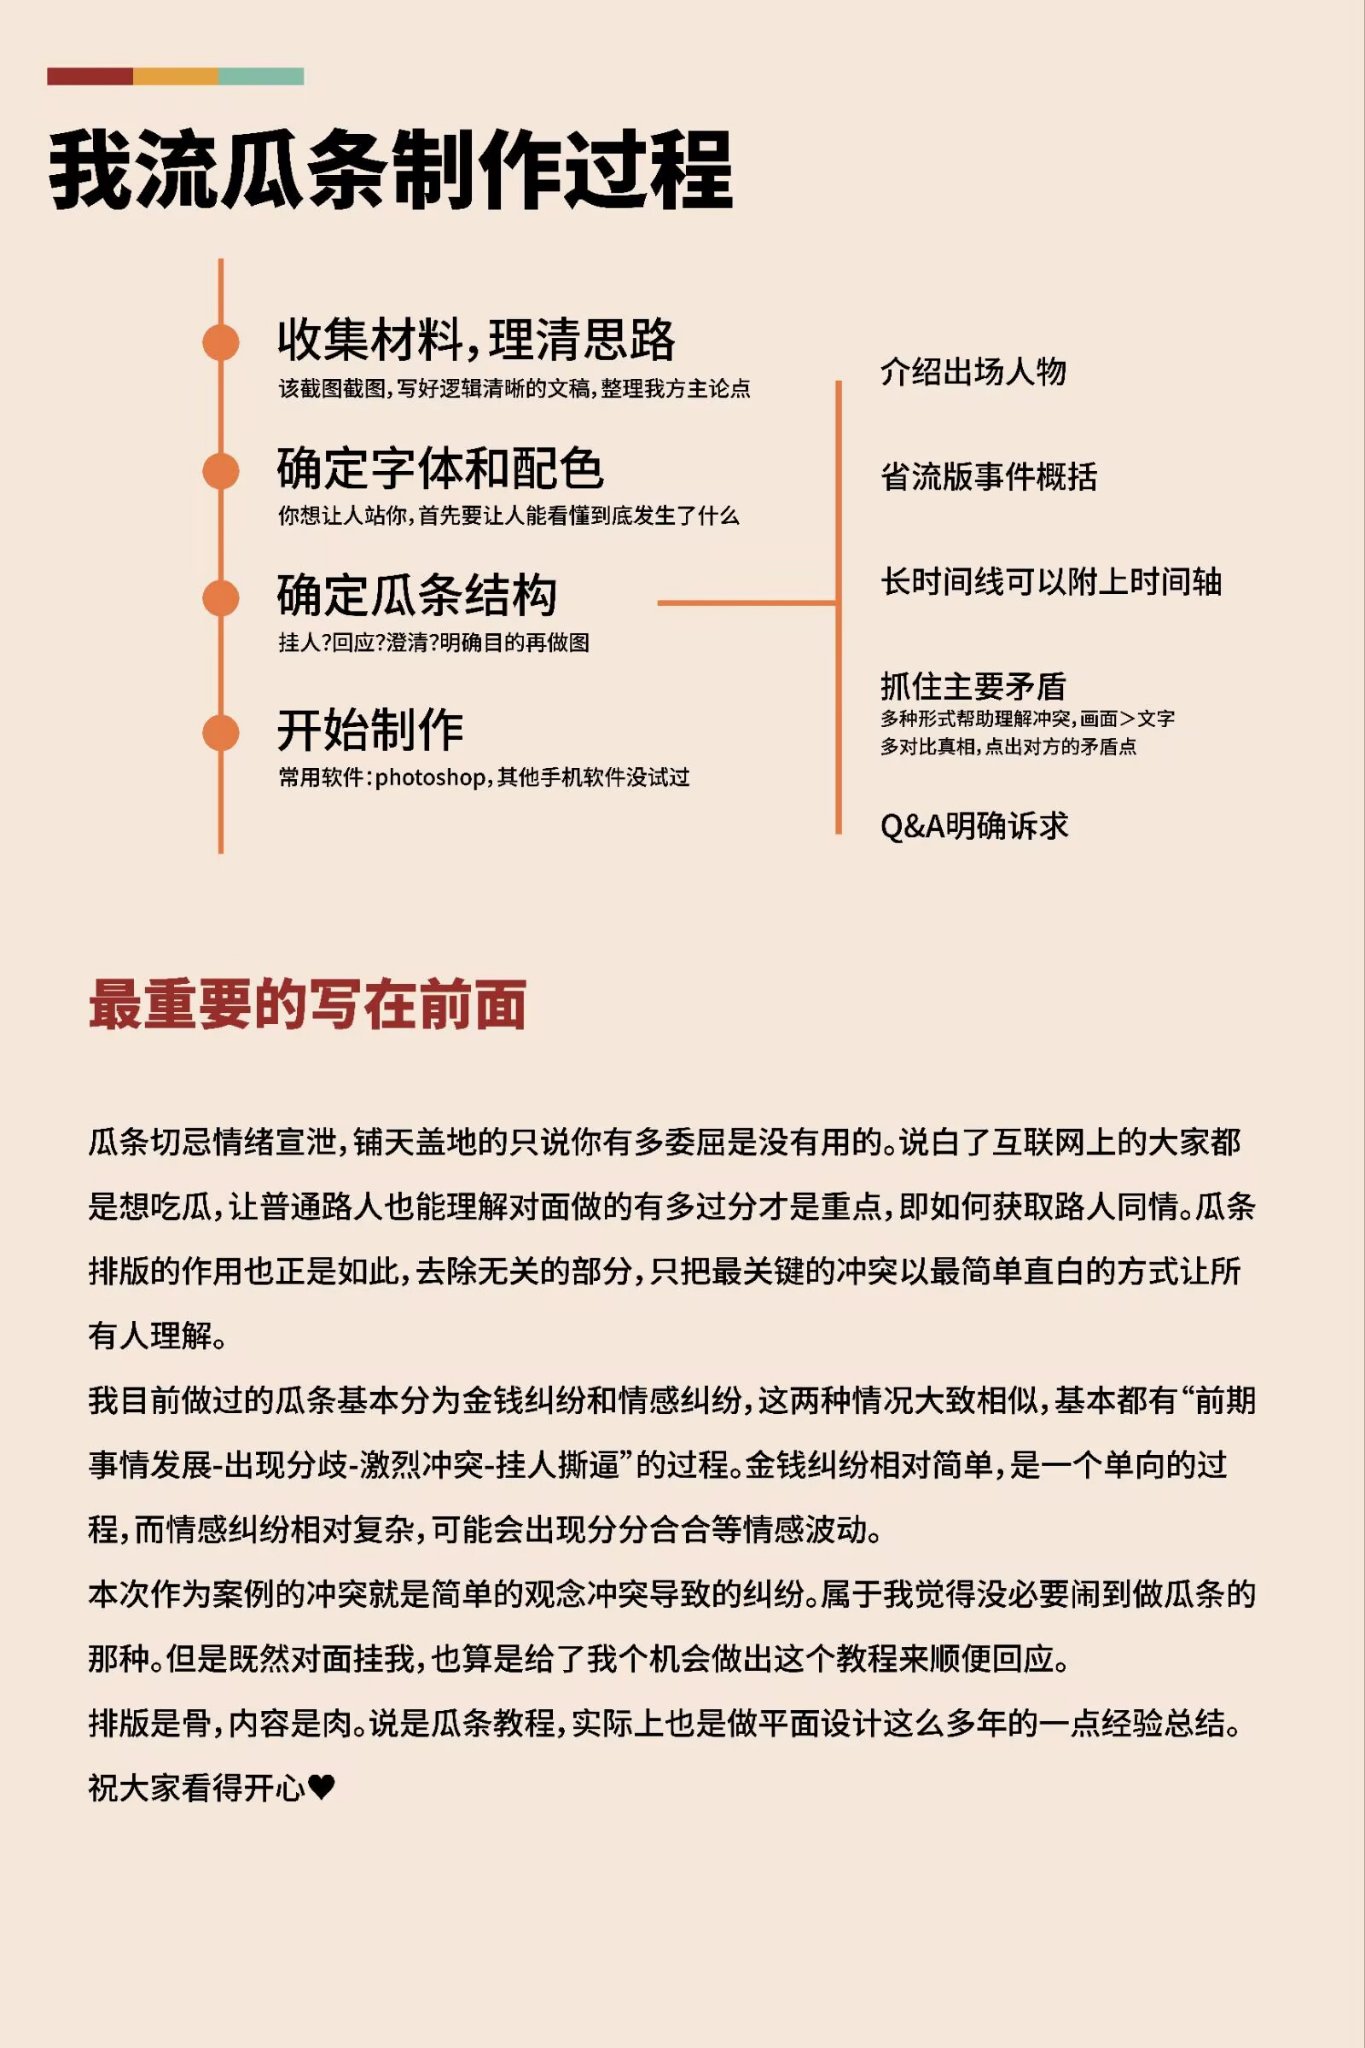 我流瓜条制作过程
收集材料，理清思路
该截图截图，写好逻辑清晰的文稿，整理我方主论点
确定字体和配色
你想让人站你，首先要让人能看懂到底发生了什么
确定瓜条结构
挂人?回应?澄清?明确目的再做图
开始制作
常用软件：photoshop，其他手机软件没试过
介绍出场人物
省流版事件概括
长时间线可以附上时间轴
抓住主要矛盾
多种形式帮助理解冲突，画面＞文字
多对比真相，点出对方的矛盾点
Q&A明确诉求
最重要的写在前面
瓜条切忌情绪宣泄，铺天盖地的只说你有多委屈是没有用的。说白了互联网上的大家都
是想吃瓜，让普通路人也能理解对面做的有多过分才是重点，即如何获取路人同情。瓜条
排版的作用也正是如此，去除无关的部分，只把最关键的冲突以最简单直白的方式让所
有人理解。
我目前做过的瓜条基本分为金钱纠纷和情感纠纷，这两种情况大致相似，基本都有“前期
事情发展-出现分歧-激烈冲突-挂人撕逼”的过程。金钱纠纷相对简单，是一个单向的过
程，而情感纠纷相对复杂，可能会出现分分合合等情感波动。
本次作为案例的冲突就是简单的观念冲突导致的纠纷。属于我觉得没必要闹到做瓜条的
那种。但是既然对面挂我，也算是给了我个机会做出这个教程来顺便回应。
排版是骨，内容是肉。说是瓜条教程，实际上也是做平面设计这么多年的一点经验总结。
祝大家看得开心♥